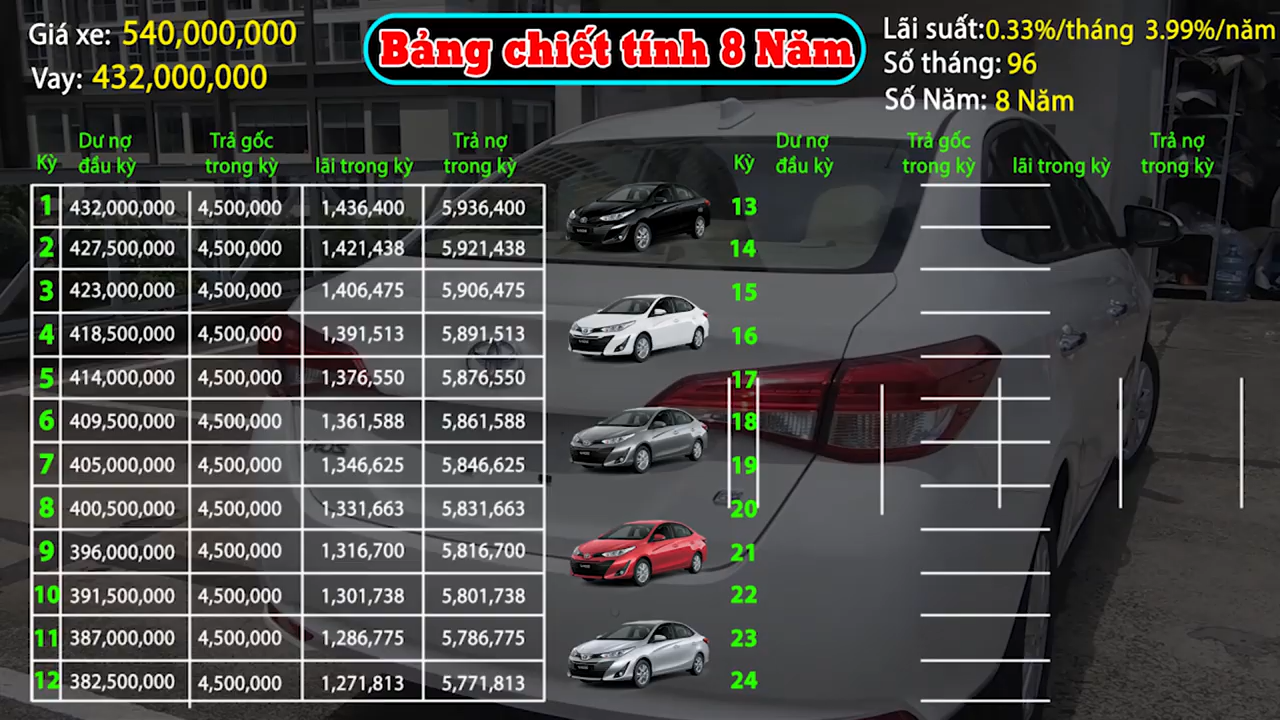 Giá xe: 540,000,000
Vay: 432,000,000
Bảng chiết tính 8 Năm
Lãi suất:0.33%/tháng 3.99%/năm
Số tháng: 96
Số Năm: 8 Năm
Kỳ Dư nợ đầu kỳ Trả gốc trong kỳ lãi trong kỳ Trả nợ trong kỳ
1 432,000,000 4,500,000 1,436,400 5,936,400
2 427,500,000 4,500,000 1,421,438 5,921,438
3 423,000,000 4,500,000 1,406,475 5,906,475
4 418,500,000 4,500,000 1,391,513 5,891,513
5 414,000,000 4,500,000 1,376,550 5,876,550
6 409,500,000 4,500,000 1,361,588 5,861,588
7 405,000,000 4,500,000 1,346,625 5,846,625
8 400,500,000 4,500,000 1,331,663 5,831,663
9 396,000,000 4,500,000 1,316,700 5,816,700
10 391,500,000 4,500,000 1,301,738 5,801,738
11 387,000,000 4,500,000 1,286,775 5,786,775
12 382,500,000 4,500,000 1,271,813 5,771,813
Kỳ Dư nợ đầu kỳ Trả gốc trong kỳ lãi trong kỳ Trả nợ trong kỳ
13
14
15
16
17
18
19
20
21
22
23
24